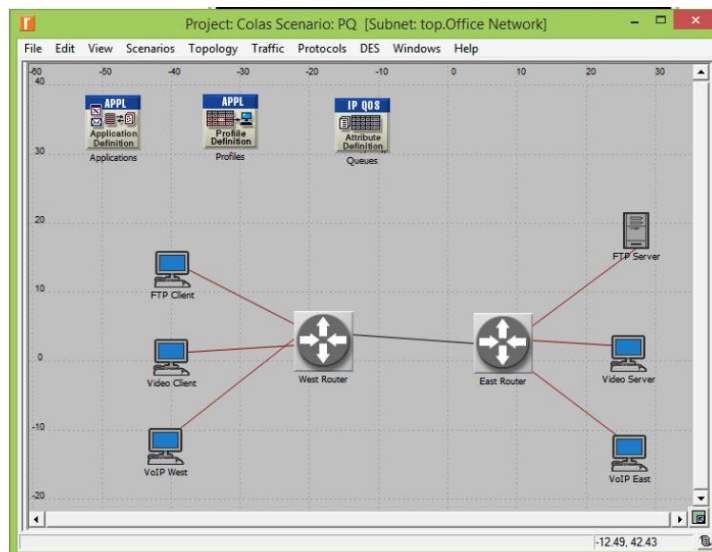 Project: Colas Scenario: PQ [Subnet: top.Office Network]
File Edit View Scenarios Topology Traffic Protocols DES Windows Help
-60 -50 -40 -30 -20 -10 0 10 20 30
40
APPL APPL IP QOS
Application Definition
Profile Definition
Attribute Definition
Applications Profiles Queues
30
20
FTP Server
FTP Client
10
0
Video Client West Router East Router Video Server
-10
VoIP West VoIP East
-20
-12.49, 42.43